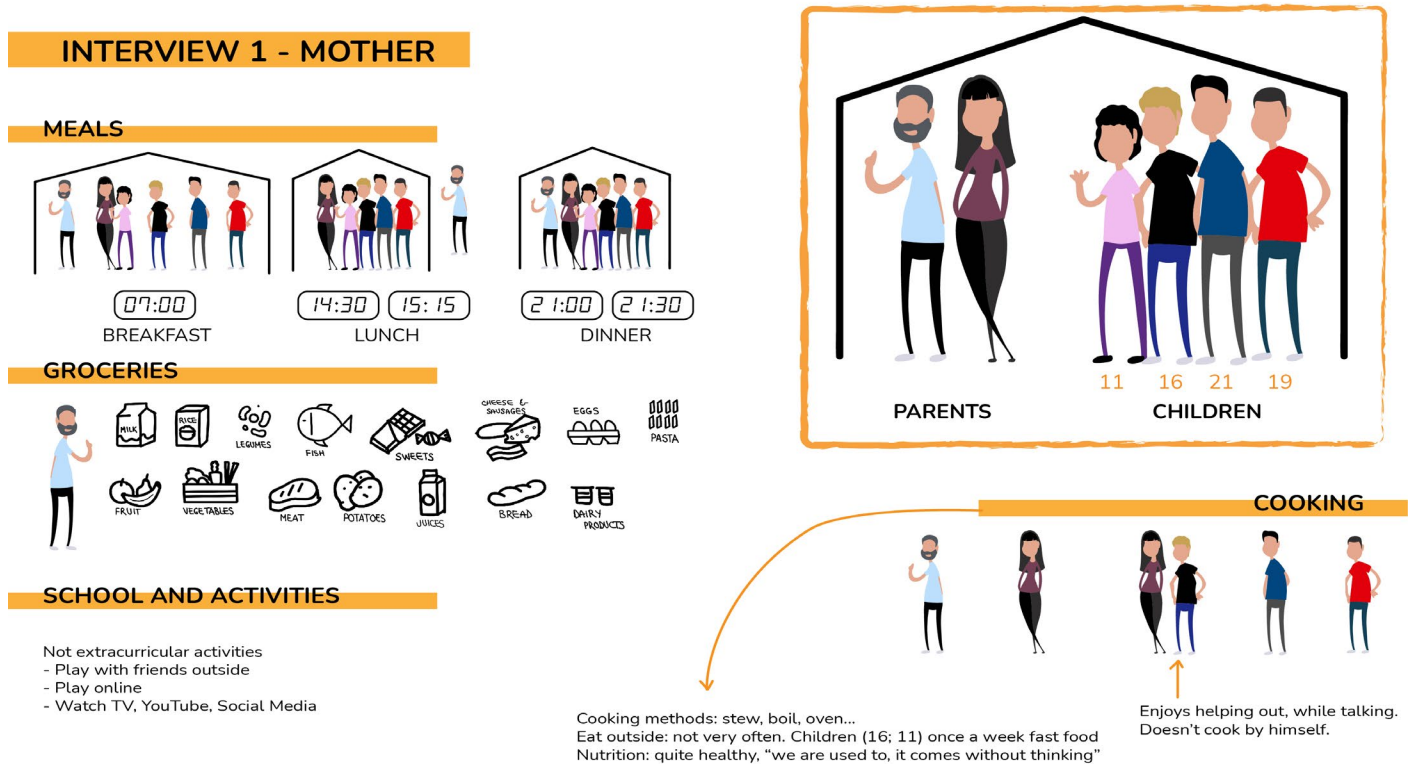 INTERVIEW 1 - MOTHER
MEALS
07:00
BREAKFAST
14:30 15:15
LUNCH
21:00 21:30
DINNER
GROCERIES
MILK
RICE
LEGUMES
FISH
SWEETS
CHEESE &
SAUSAGES
EGGS
PASTA
FRUIT
VEGETABLES
MEAT
POTATOES
JUICES
BREAD
DAIRY
PRODUCTS
SCHOOL AND ACTIVITIES
Not extracurricular activities
- Play with friends outside
- Play online
- Watch TV, YouTube, Social Media
11 16 21 19
PARENTS
CHILDREN
COOKING
Cooking methods: stew, boil, oven...
Eat outside: not very often. Children (16; 11) once a week fast food
Nutrition: quite healthy, “we are used to, it comes without thinking”
Enjoys helping out, while talking.
Doesn’t cook by himself.